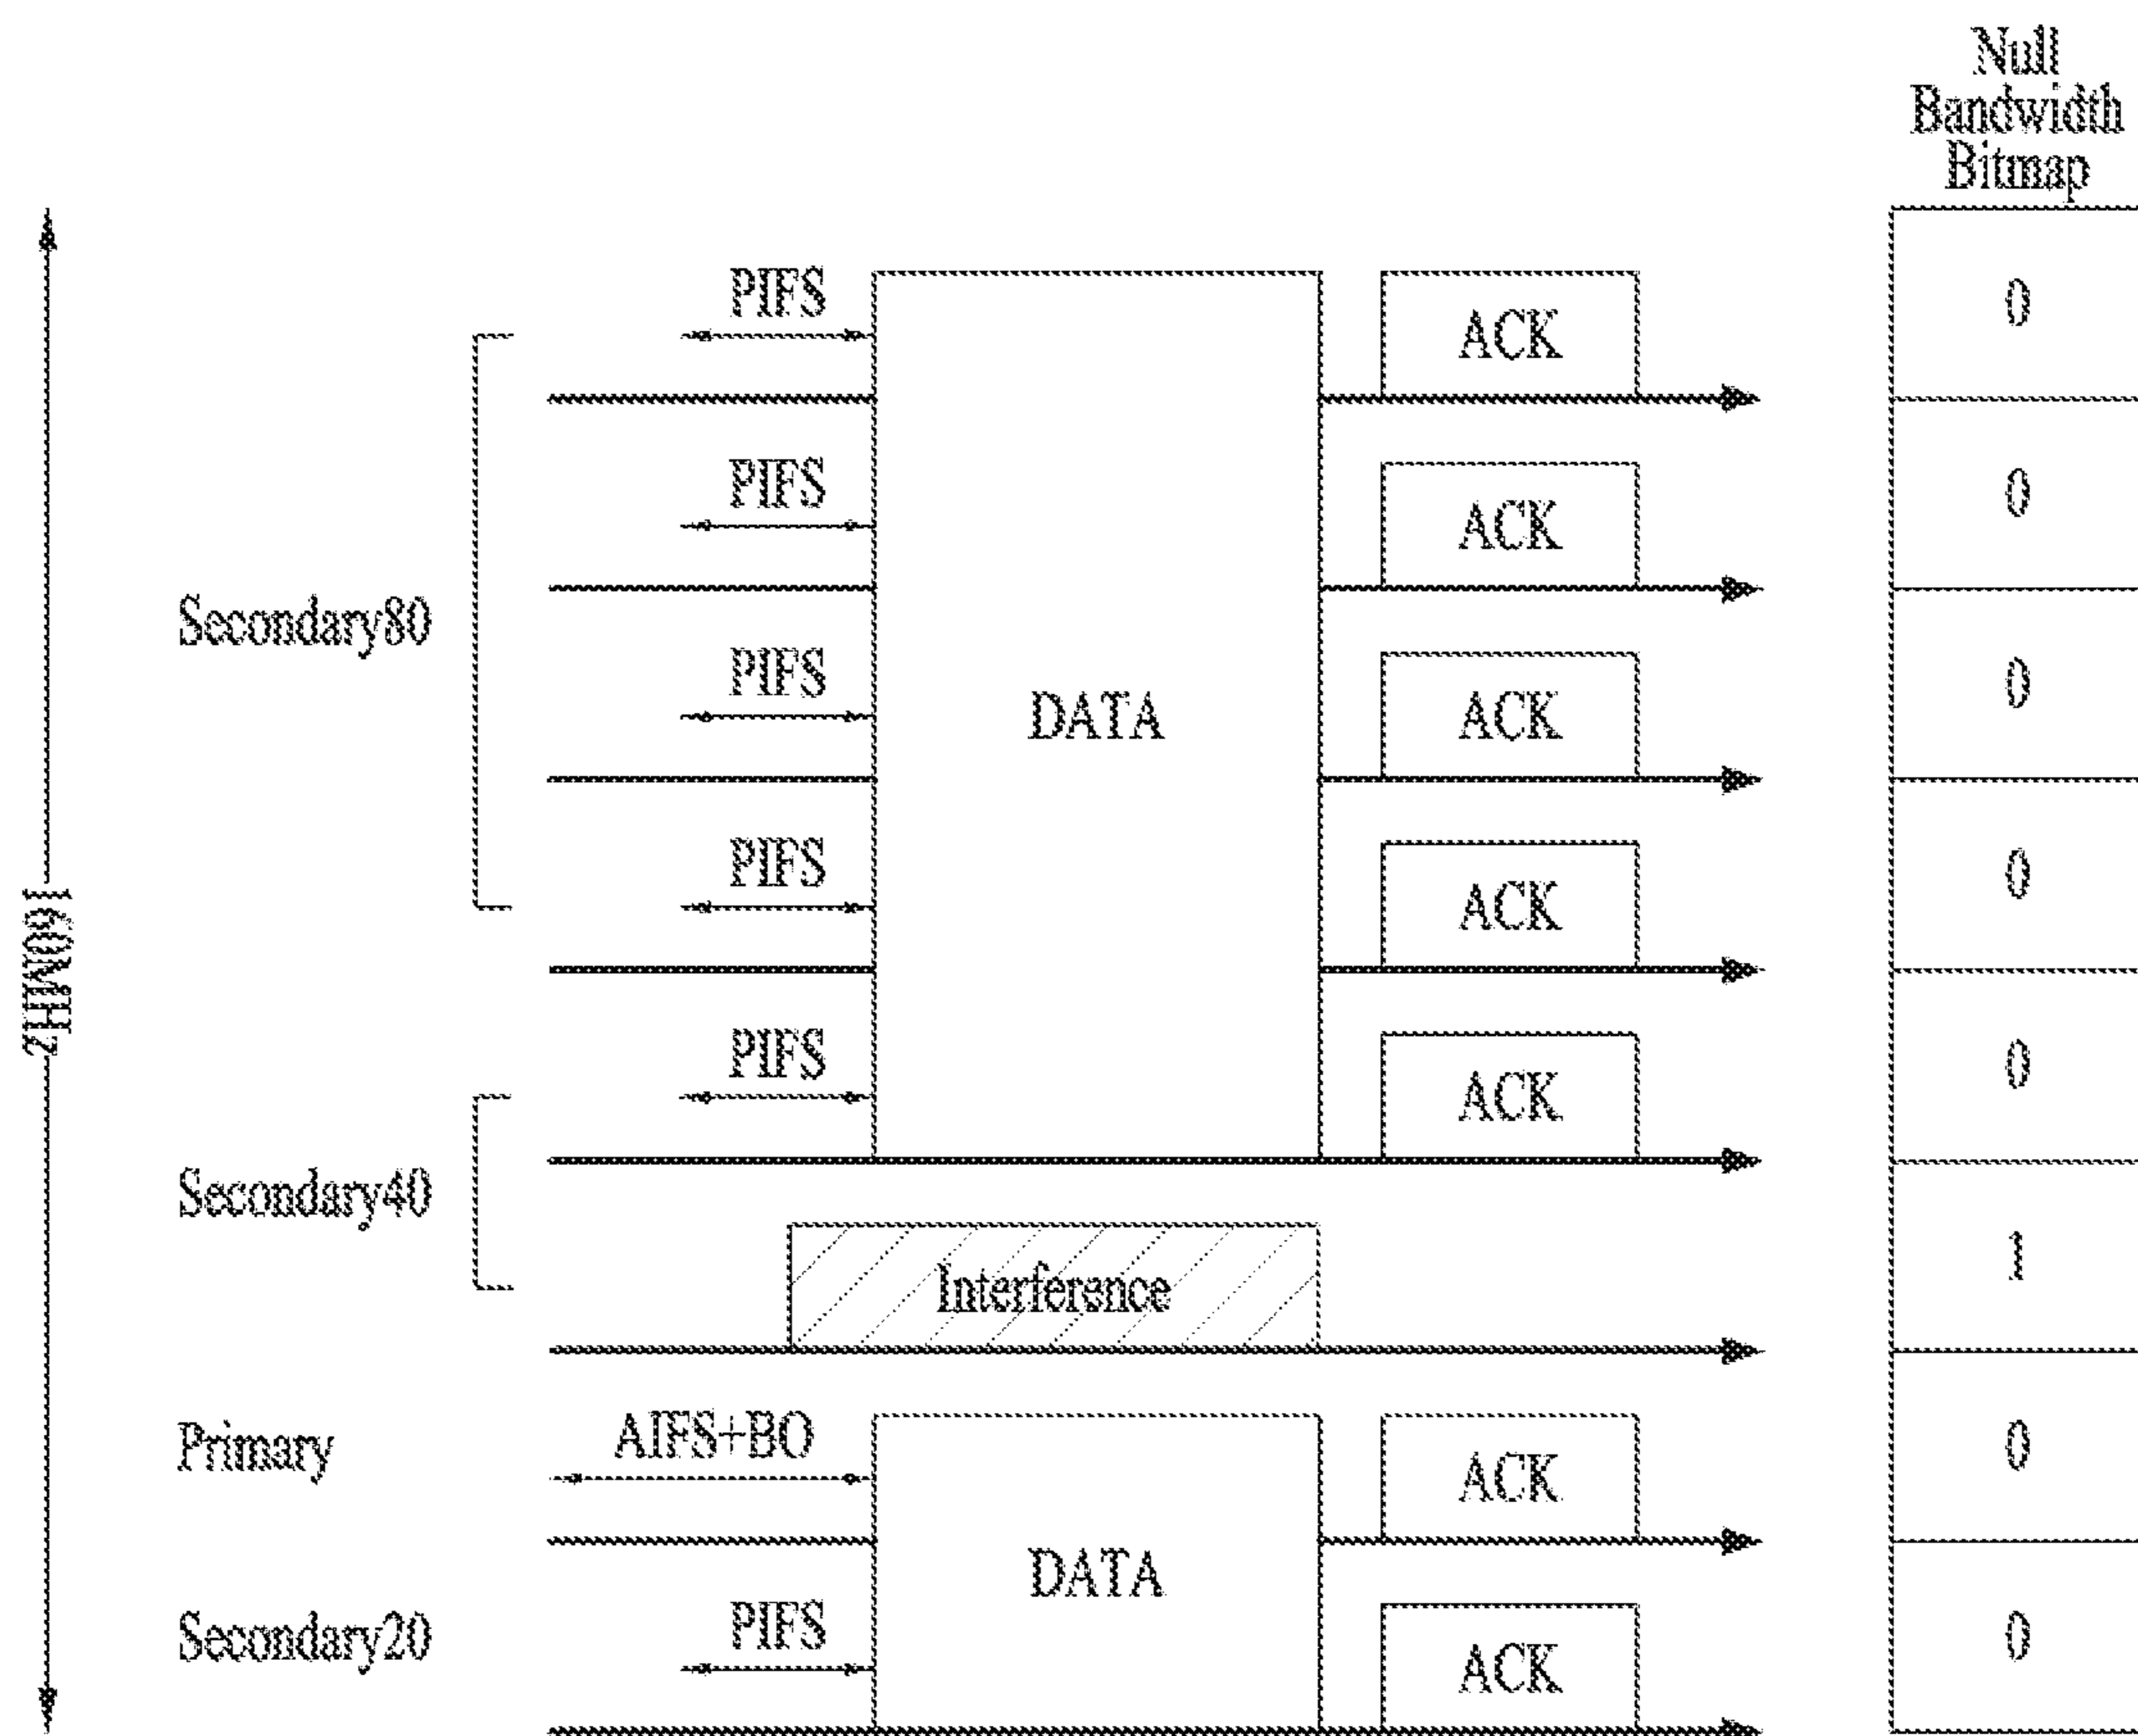 Null
Bandwidth
Bitmap
PIFS
ACK
0
PIFS
ACK
0
Secondary80
PIFS
DATA
ACK
0
PIFS
ACK
0
160MHz
PIFS
ACK
0
Secondary40
Interference
1
Primary
AIFS+BO
ACK
0
DATA
Secondary20
PIFS
ACK
0